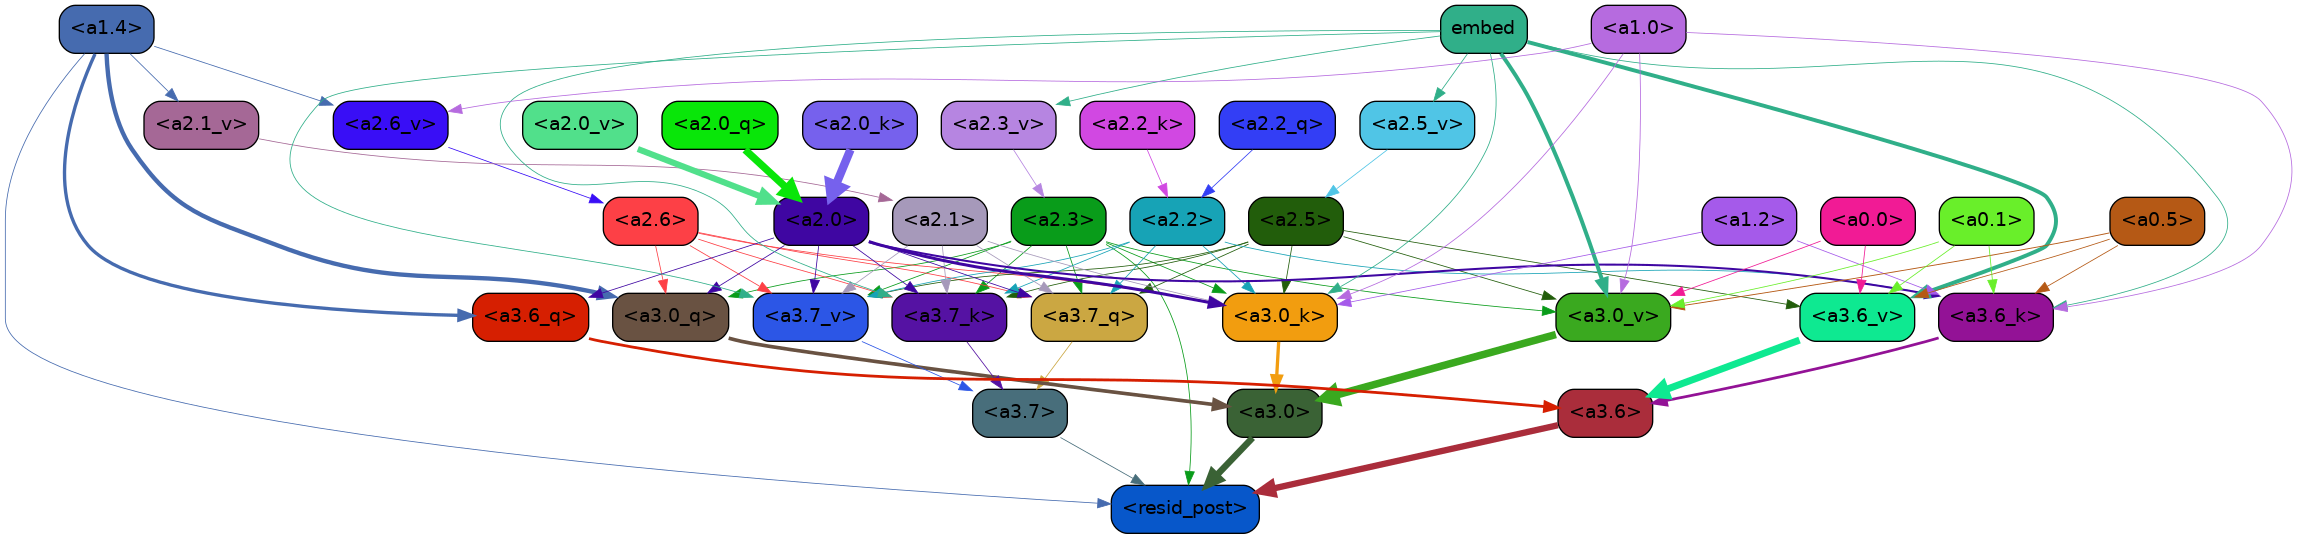 <a1.4>
embed
<a1.0>
<a2.1_v>
<a2.6_v>
<a2.0_v>
<a2.0_q>
<a2.0_k>
<a2.3_v>
<a2.2_k>
<a2.2_q>
<a2.5_v>
<a2.6>
<a2.0>
<a2.1>
<a2.3>
<a2.2>
<a2.5>
<a1.2>
<a0.0>
<a0.1>
<a0.5>
<a3.6_q>
<a3.0_q>
<a3.7_v>
<a3.7_k>
<a3.7_q>
<a3.0_k>
<a3.0_v>
<a3.6_v>
<a3.6_k>
<a3.7>
<a3.0>
<a3.6>
<resid_post>